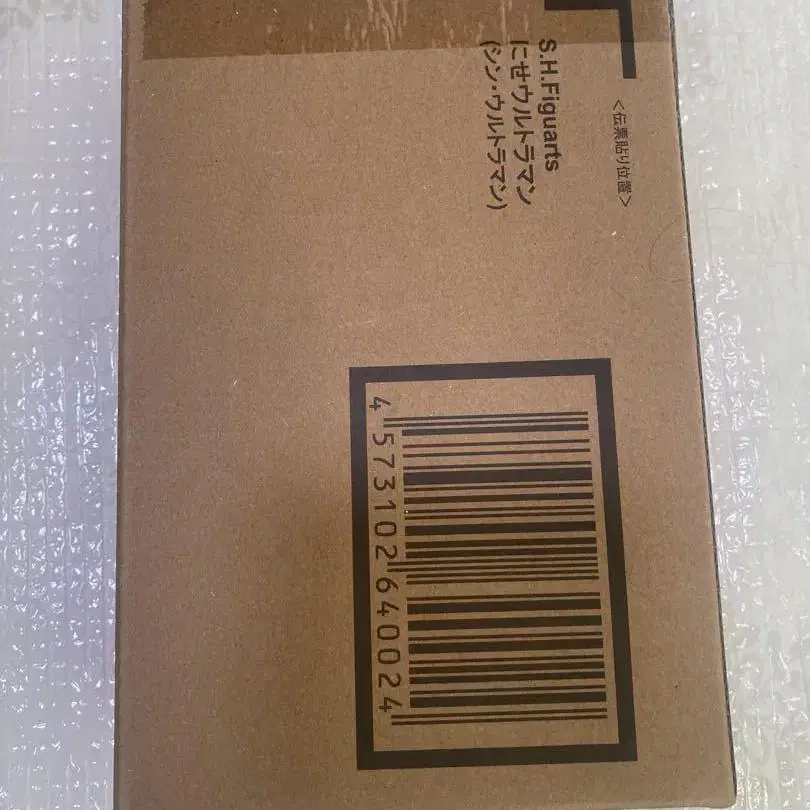 S.H.Figuarts
にせウルトラマン
(シン・ウルトラマン)
<伝票貼り位置>
4 573102 640024